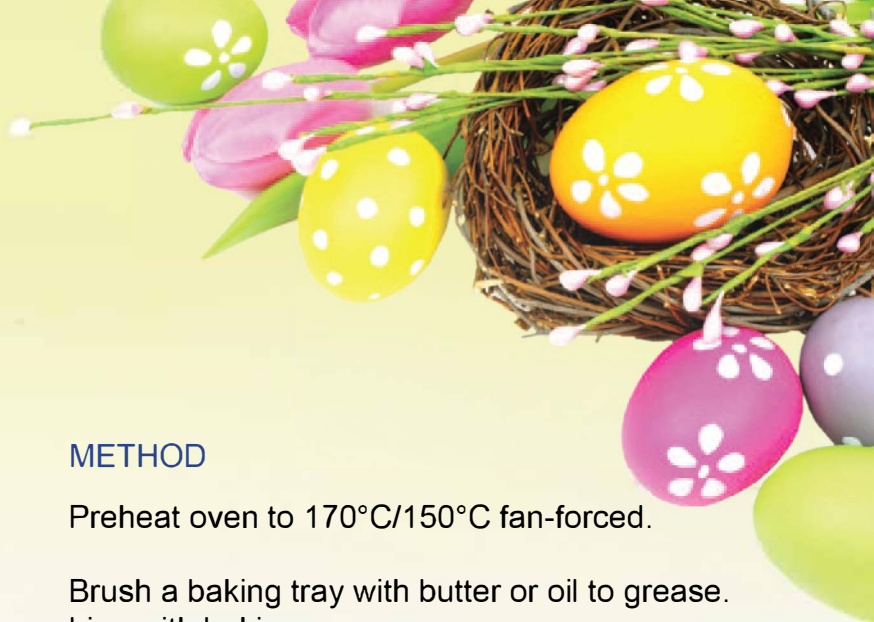 METHOD
Preheat oven to 170°C/150°C fan-forced.
Brush a baking tray with butter or oil to grease.